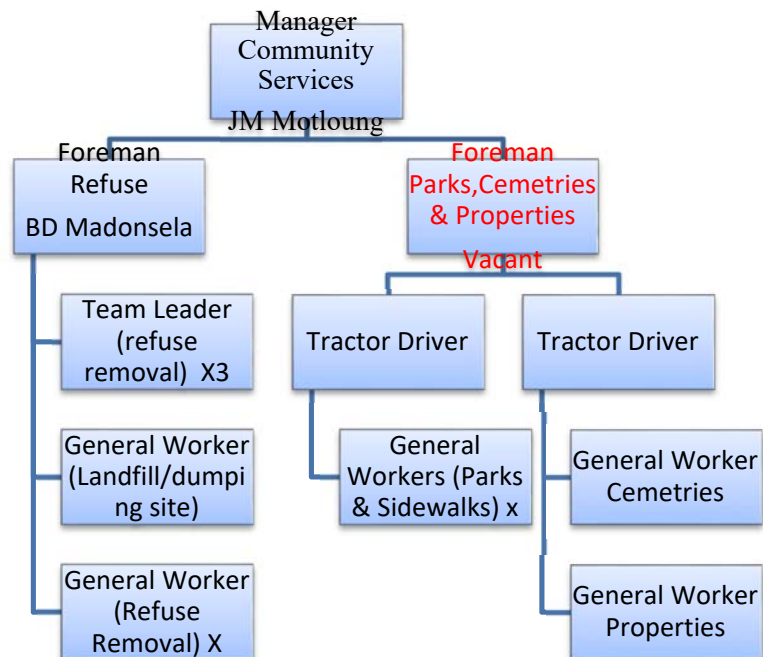 Manager
Community
Services
JM Motloung
Foreman
Refuse
BD Madonsela
Foreman
Parks,Cemetries
& Properties
Vacant
Team Leader
(refuse
removal) X3
General Worker
(Landfill/dumpi
ng site)
General Worker
(Refuse
Removal) X
Tractor Driver
General
Workers (Parks
& Sidewalks) x
Tractor Driver
General Worker
Cemetries
General Worker
Properties